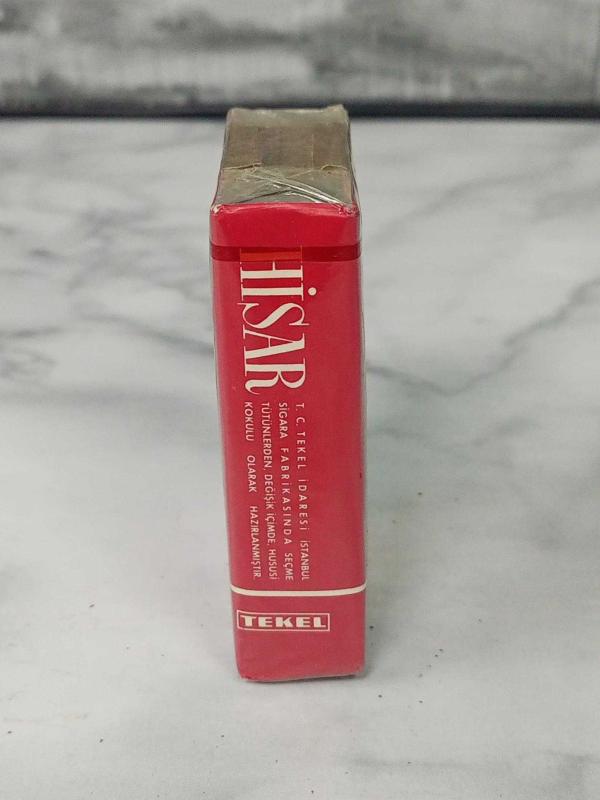 HİSAR
T. C. TEKEL İDARESİ İSTANBUL
SİGARA FABRİKASINDA SEÇME
TÜTÜNLERDEN, DEĞİŞİK İÇİMDE, HUSUSİ
KOKULU OLARAK HAZIRLANMIŞTIR.
TEKEL